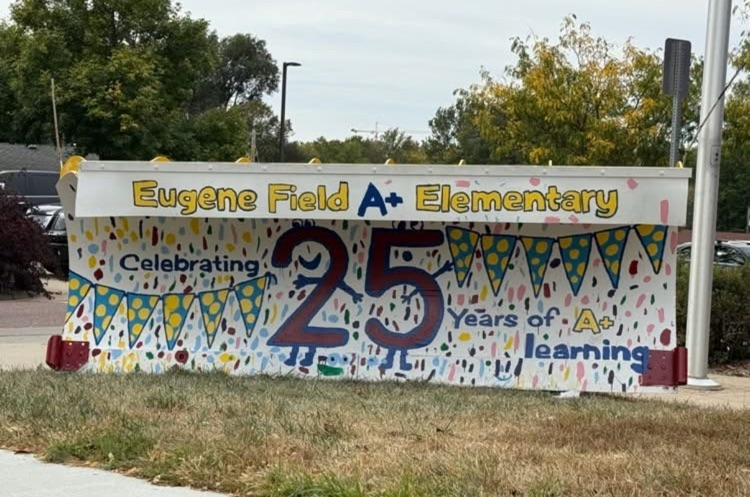 Eugene Field A+ Elementary
Celebrating 25
Years of A+
learning